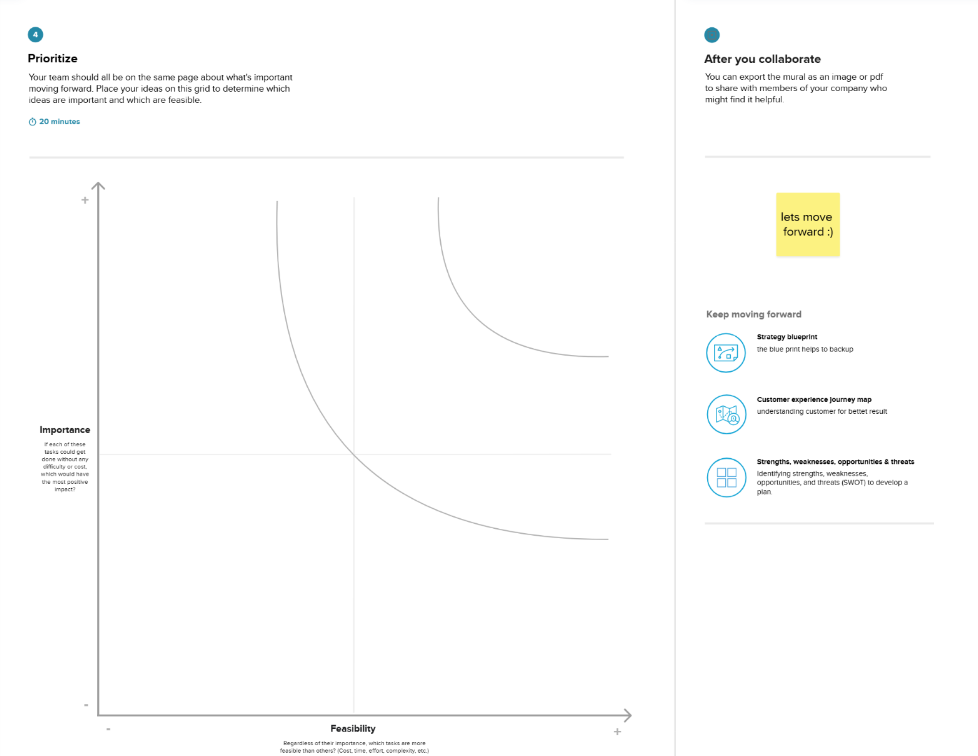 4
Prioritize
Your team should all be on the same page about what's important
moving forward. Place your ideas on this grid to determine which
ideas are important and which are feasible.
20 minutes
+
Importance
If each of these
tasks could get
done without any
difficulty or cost,
which would have
the most positive
impact?
-
-
Feasibility
+
Regardless of their importance, which tasks are more
feasible than others? (Cost, time, effort, complexity, etc.)
After you collaborate
You can export the mural as an image or pdf
to share with members of your company who
might find it helpful.
lets move
forward :)
Keep moving forward
Strategy blueprint
the blue print helps to backup
Customer experience journey map
understanding customer for bettet result
Strengths, weaknesses, opportunities & threats
Identifying strengths, weaknesses,
opportunities, and threats (SWOT) to develop a
plan.